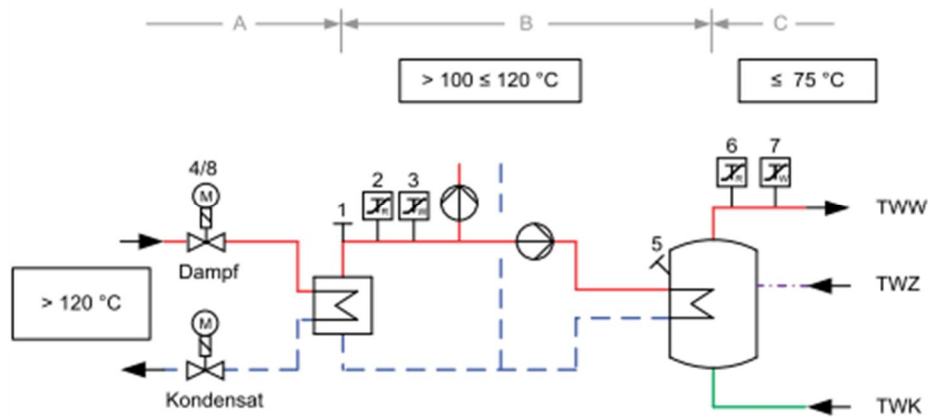 A
B
C
> 100 ≤ 120 °C
≤ 75 °C
6
7
R
W
4/8
M
2
3
R
W
1
TWW
5
Dampf
TWZ
> 120 °C
M
Kondensat
TWK